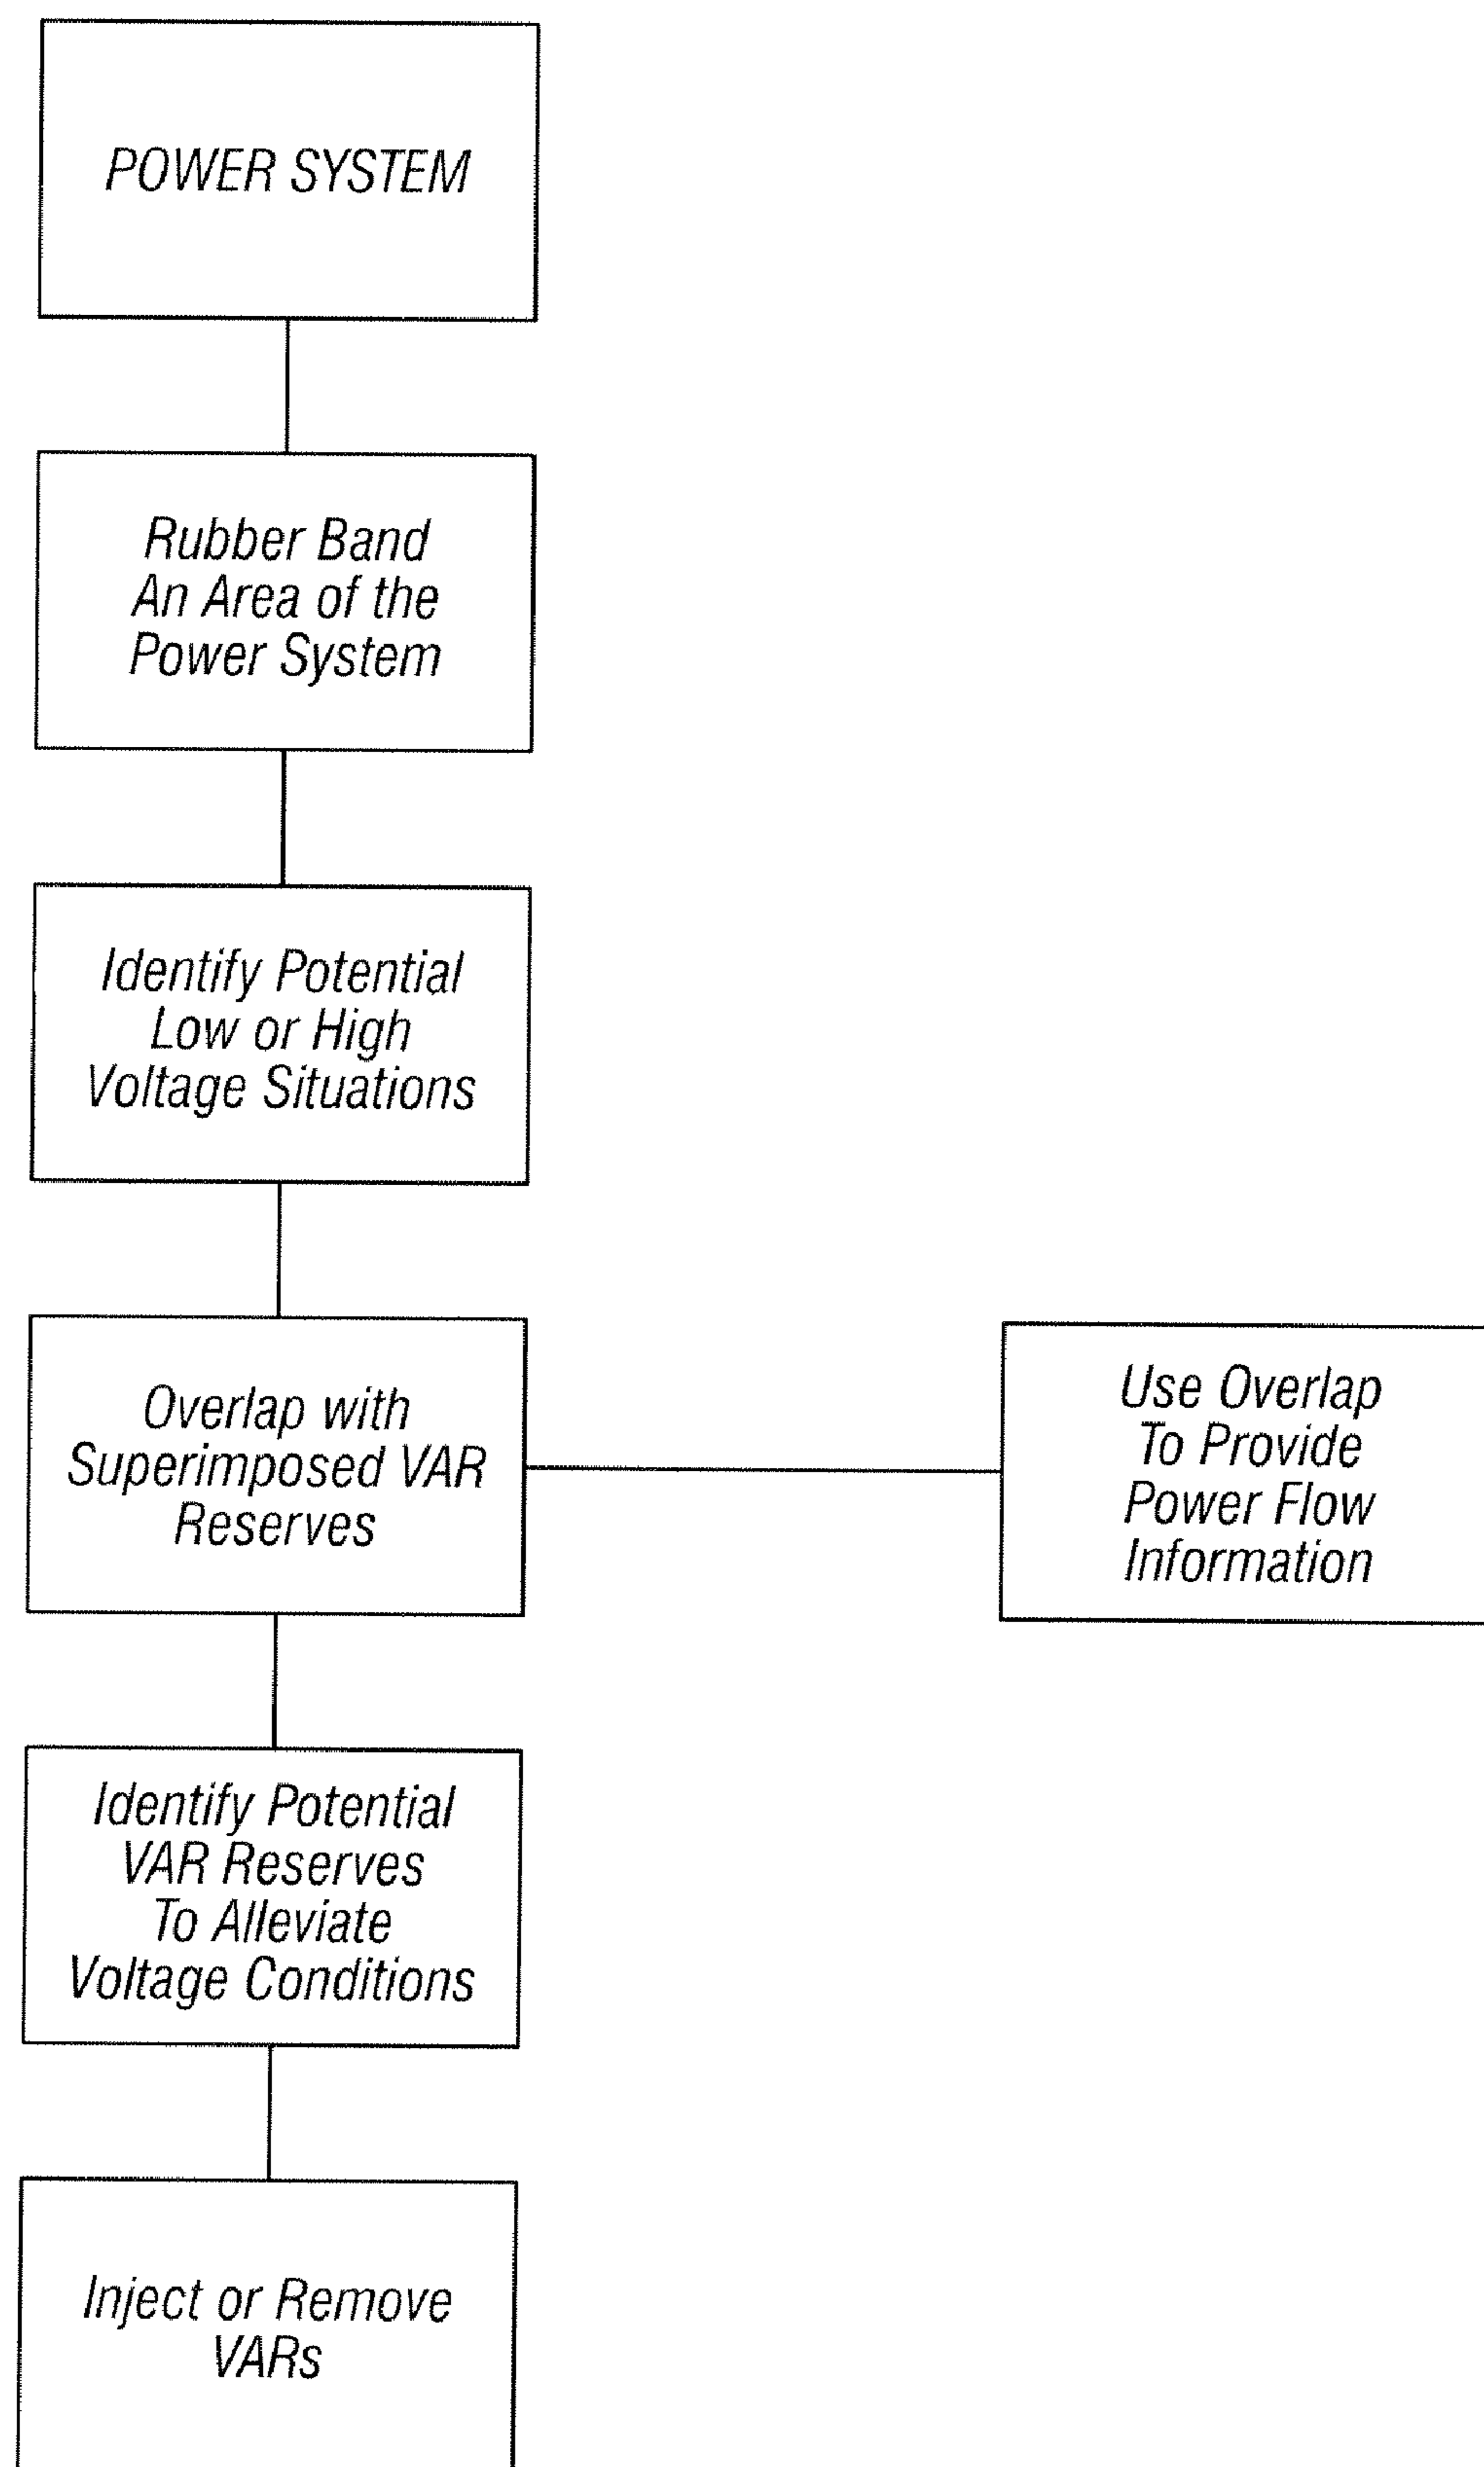 POWER SYSTEM
Rubber Band
An Area of the
Power System
Identify Potential
Low or High
Voltage Situations
Overlap with
Superimposed VAR
Reserves
Use Overlap
To Provide
Power Flow
Information
Identify Potential
VAR Reserves
To Alleviate
Voltage Conditions
Inject or Remove
VARs